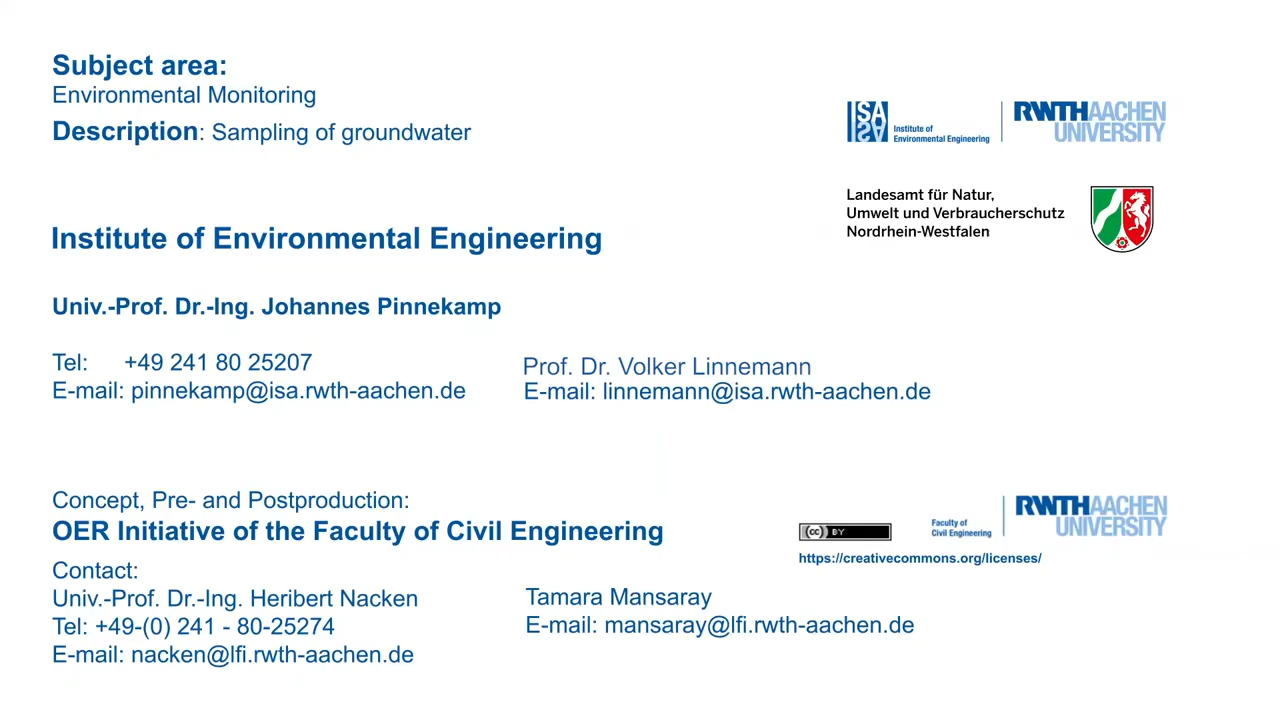 Subject area:
Environmental Monitoring
Description: Sampling of groundwater
ISA
Institute of
Environmental Engineering
RWTHAACHEN
UNIVERSITY
Landesamt für Natur,
Umwelt und Verbraucherschutz
Nordrhein-Westfalen
Institute of Environmental Engineering
Univ.-Prof. Dr.-Ing. Johannes Pinnekamp
Tel: +49 241 80 25207
E-mail: pinnekamp@isa.rwth-aachen.de
Prof. Dr. Volker Linnemann
E-mail: linnemann@isa.rwth-aachen.de
Concept, Pre- and Postproduction:
OER Initiative of the Faculty of Civil Engineering
Contact:
Univ.-Prof. Dr.-Ing. Heribert Nacken
Tel: +49-(0) 241 - 80-25274
E-mail: nacken@lfi.rwth-aachen.de
Tamara Mansaray
E-mail: mansaray@lfi.rwth-aachen.de
cc BY
https://creativecommons.org/licenses/
Faculty of
Civil Engineering
RWTHAACHEN
UNIVERSITY